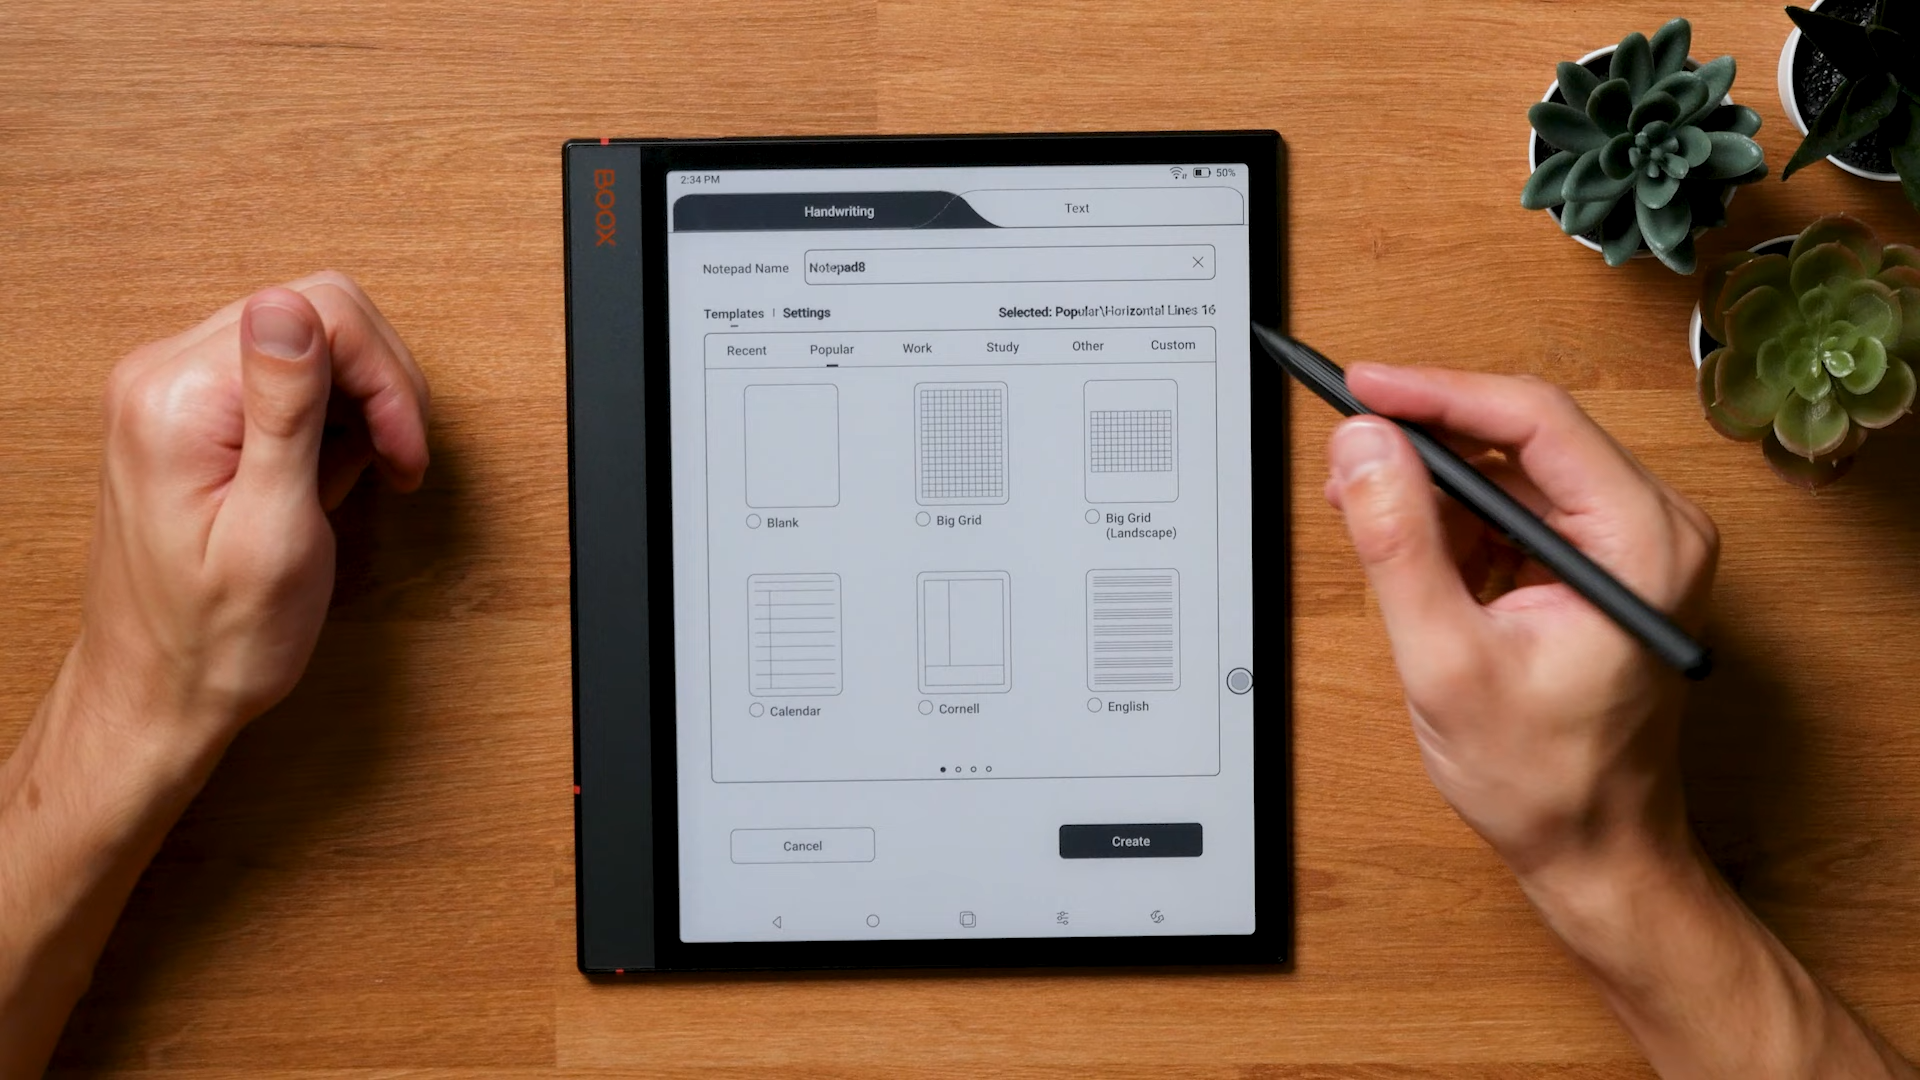 BOOX
2:34 PM 50%
Handwriting Text
Notepad Name Notepad8
Templates | Settings Selected: Popular\Horizontal Lines 16
Recent Popular Work Study Other Custom
Blank Big Grid Big Grid
(Landscape)
Calendar Cornell English
Cancel Create